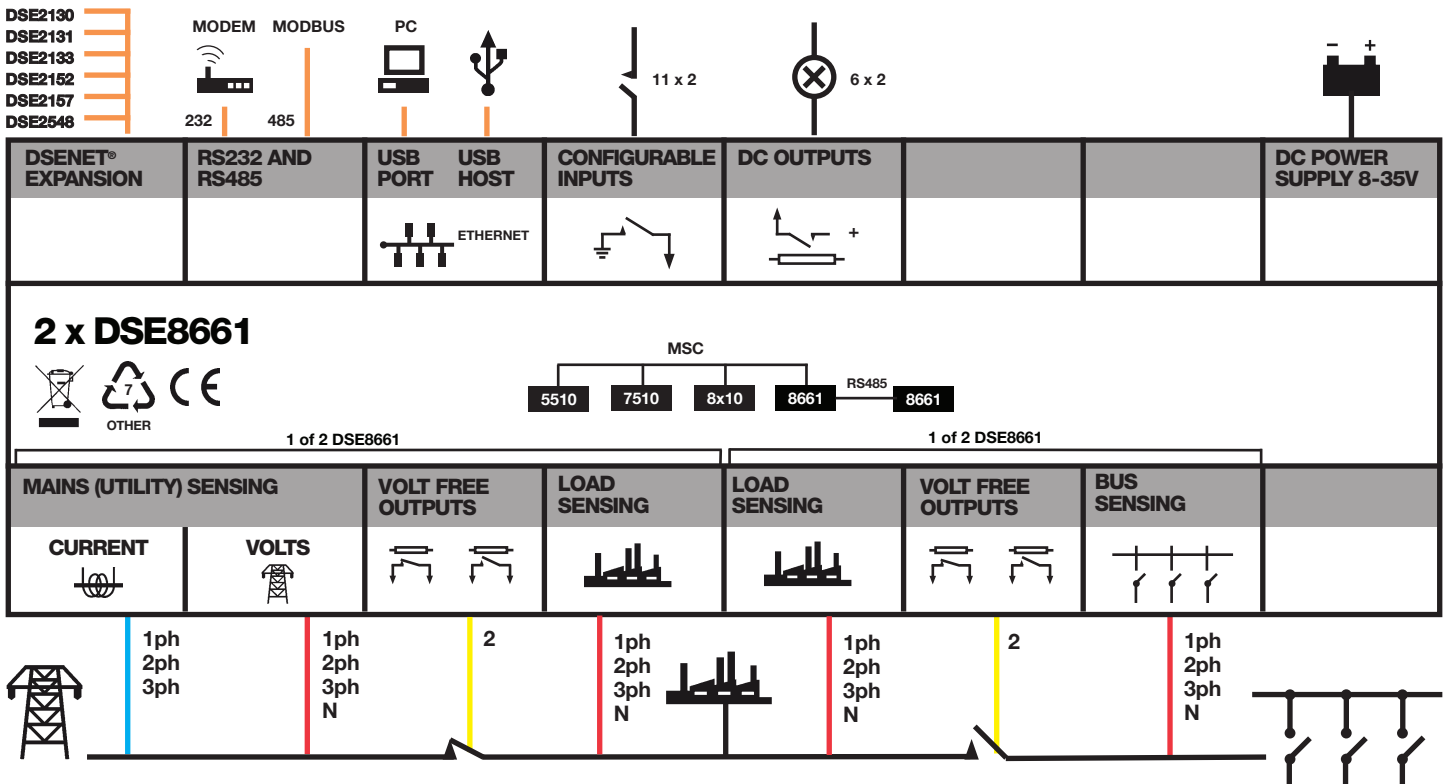 DSE2130
DSE2131
DSE2133
DSE2152
DSE2157
DSE2548
MODEM MODBUS PC
11 x 2
6 x 2
- +
232 485
DSENET®
EXPANSION
RS232 AND
RS485
USB
PORT
USB
HOST
CONFIGURABLE
INPUTS
DC OUTPUTS
DC POWER
SUPPLY 8-35V
ETHERNET
+
2 x DSE8661
7
OTHER
CE
MSC
5510 7510 8x10 8661 RS485 8661
1 of 2 DSE8661
1 of 2 DSE8661
MAINS (UTILITY) SENSING
VOLT FREE
OUTPUTS
LOAD
SENSING
LOAD
SENSING
VOLT FREE
OUTPUTS
BUS
SENSING
CURRENT
VOLTS
1ph
2ph
3ph
1ph
2ph
3ph
N
2
1ph
2ph
3ph
N
1ph
2ph
3ph
N
2
1ph
2ph
3ph
N